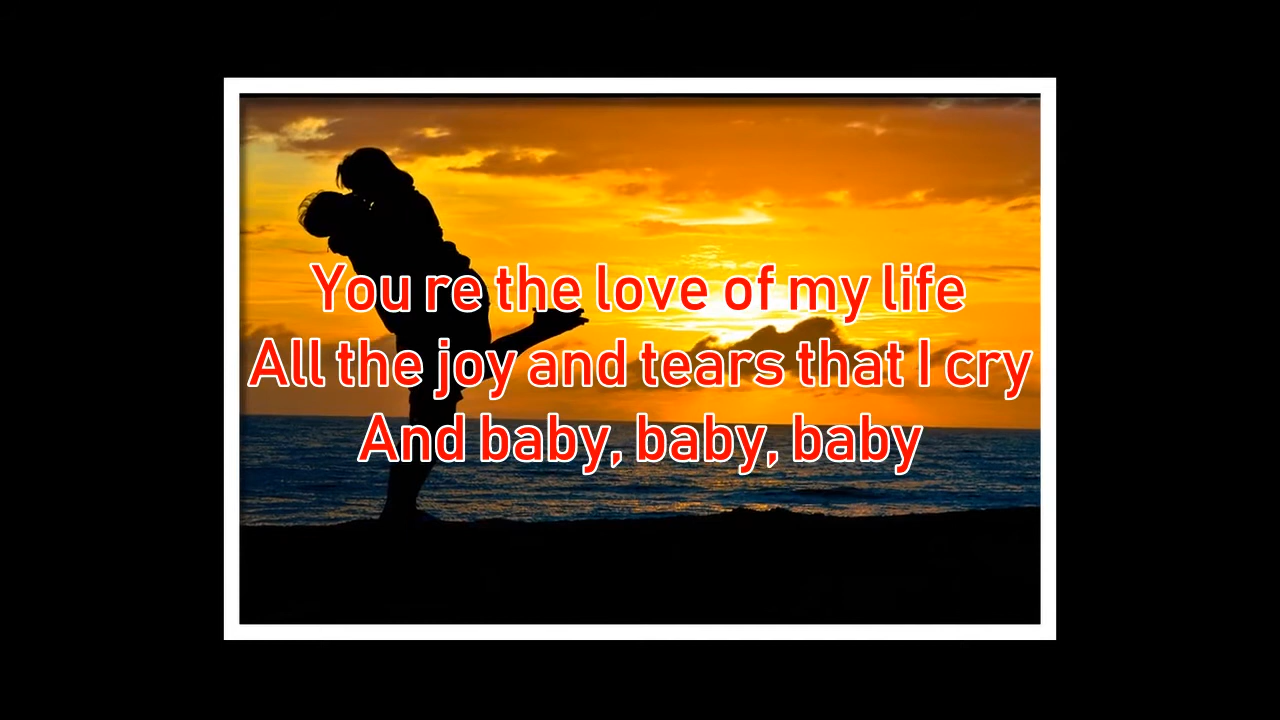 You re the love of my life
All the joy and tears that I cry
And baby, baby, baby